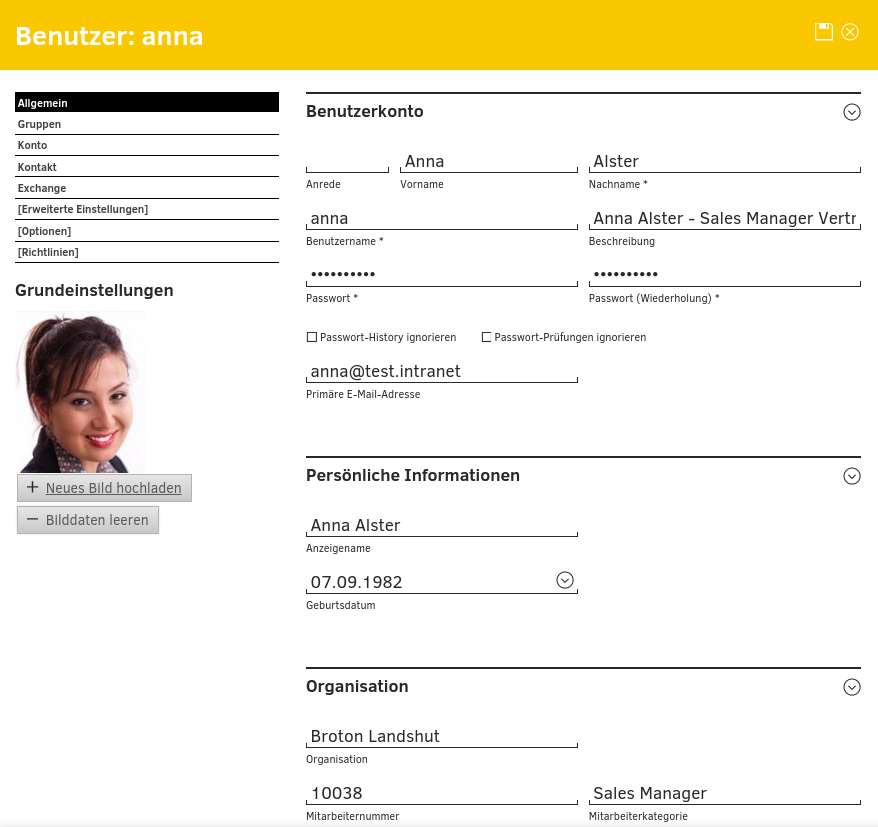 Benutzer: anna
Allgemein
Gruppen
Konto
Kontakt
Exchange
[Erweiterte Einstellungen]
[Optionen]
[Richtlinien]
Grundeinstellungen
Neues Bild hochladen
Bilddaten leeren
Benutzerkonto
Anna Alster
Anrede Vorname Nachname *
anna Anna Alster - Sales Manager Vertr
Benutzername * Beschreibung
•••••••••• ••••••••••
Passwort * Passwort (Wiederholung) *
Passwort-History ignorieren Passwort-Prüfungen ignorieren
anna@test.intranet
Primäre E-Mail-Adresse
Persönliche Informationen
Anna Alster
Anzeigename
07.09.1982
Geburtsdatum
Organisation
Broton Landshut
Organisation
10038 Sales Manager
Mitarbeiternummer Mitarbeiterkategorie